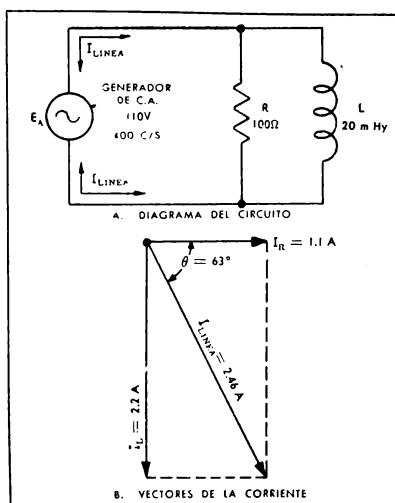 I LINEA
GENERADOR
DE C.A.
110V
400 C/S
E A
R
100Ω
L
20 m Hy
I LINEA
A. DIAGRAMA DEL CIRCUITO
I R = 1.1 A
θ = 63°
I LINEA = 2.46 A
I L = 2.2 A
B. VECTORES DE LA CORRIENTE